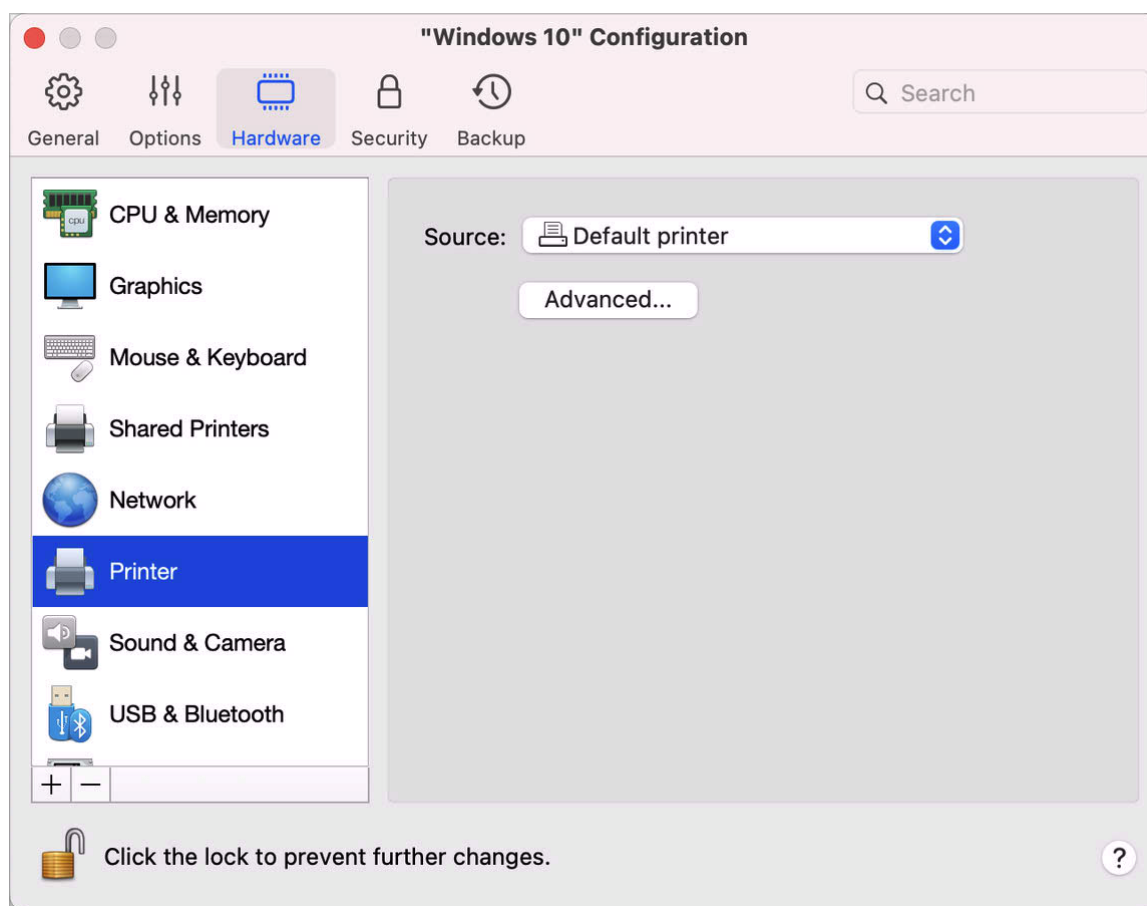 "Windows 10" Configuration
General Options Hardware Security Backup
Search
CPU & Memory
Graphics
Mouse & Keyboard
Shared Printers
Network
Printer
Sound & Camera
USB & Bluetooth
+ −
Source: Default printer
Advanced...
Click the lock to prevent further changes.
?
cpu